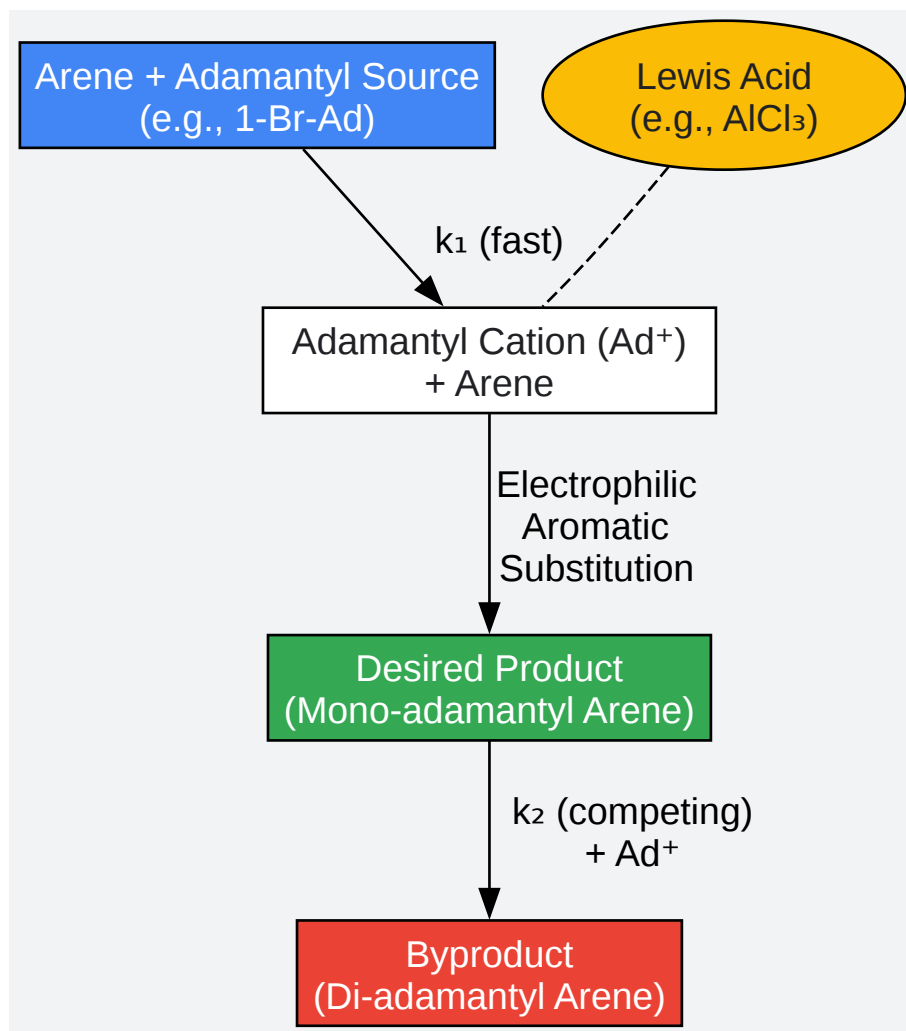 Arene + Adamantyl Source
(e.g., 1-Br-Ad)
Lewis Acid
(e.g., AlCl₃)
k₁ (fast)
Adamantyl Cation (Ad⁺)
+ Arene
Electrophilic
Aromatic
Substitution
Desired Product
(Mono-adamantyl Arene)
k₂ (competing)
+ Ad⁺
Byproduct
(Di-adamantyl Arene)